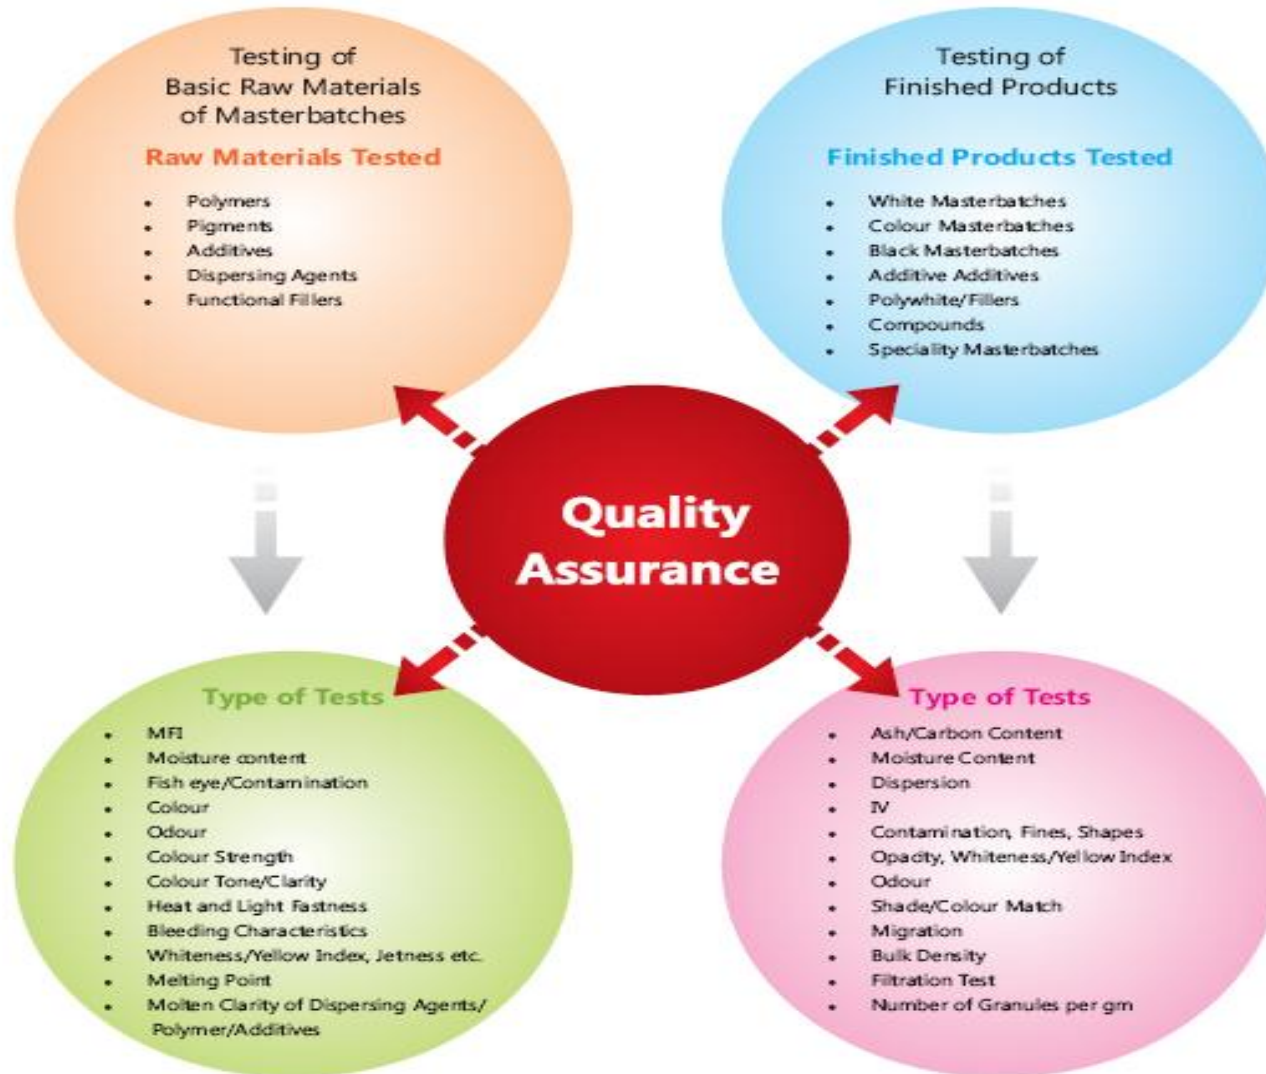 Testing of
Basic Raw Materials
of Masterbatches
Raw Materials Tested
• Polymers
• Pigments
• Additives
• Dispersing Agents
• Functional Fillers
Testing of
Finished Products
Finished Products Tested
• White Masterbatches
• Colour Masterbatches
• Black Masterbatches
• Additive Additives
• Polywhite/Fillers
• Compounds
• Speciality Masterbatches
Quality
Assurance
Type of Tests
• MFI
• Moisture content
• Fish eye/Contamination
• Colour
• Odour
• Colour Strength
• Colour Tone/Clarity
• Heat and Light Fastness
• Bleeding Characteristics
• Whiteness/Yellow Index, Jetness etc.
• Melting Point
• Molten Clarity of Dispersing Agents/
Polymer/Additives
Type of Tests
• Ash/Carbon Content
• Moisture Content
• Dispersion
• IV
• Contamination, Fines, Shapes
• Opacity, Whiteness/Yellow Index
• Odour
• Shade/Colour Match
• Migration
• Bulk Density
• Filtration Test
• Number of Granules per gm